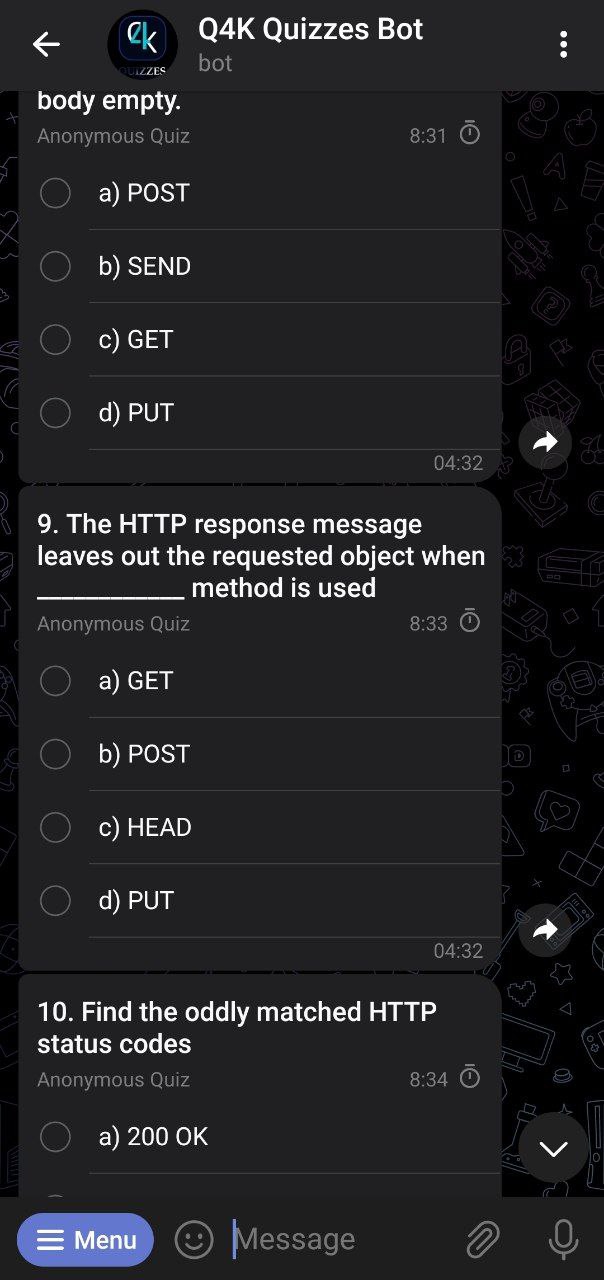 Q4K Quizzes Bot
bot
QUIZZES
body empty.
Anonymous Quiz 8:31
a) POST
b) SEND
c) GET
d) PUT
04:32
9. The HTTP response message
leaves out the requested object when
____________ method is used
Anonymous Quiz 8:33
a) GET
b) POST
c) HEAD
d) PUT
04:32
10. Find the oddly matched HTTP
status codes
Anonymous Quiz 8:34
a) 200 OK
Menu
Message